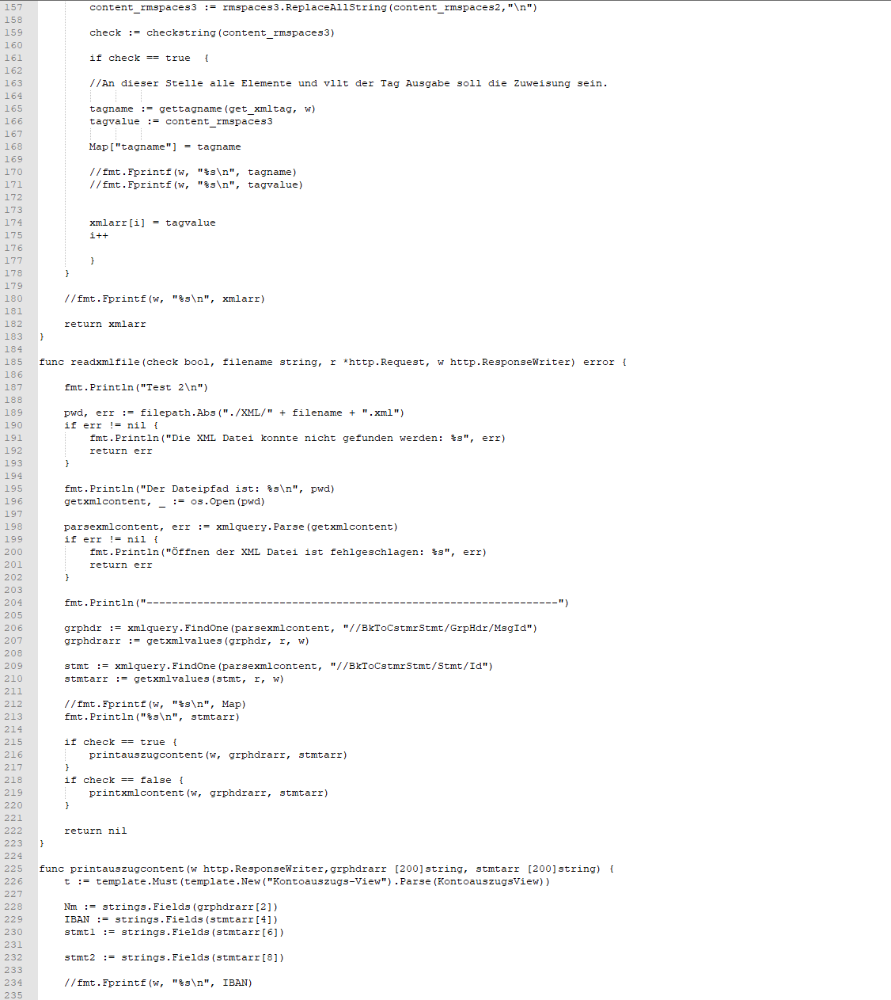 157 content_rmspaces3 := rmspaces3.ReplaceAllString(content_rmspaces2,"\n")
158
159 check := checkstring(content_rmspaces3)
160
161 if check == true  {
162
163 //An dieser Stelle alle Elemente und vllt der Tag Ausgabe soll die Zuweisung sein.
164
165 tagname := gettagname(get_xmltag, w)
166 tagvalue := content_rmspaces3
167
168 Map["tagname"] = tagname
169
170 //fmt.Fprintf(w, "%s\n", tagname)
171 //fmt.Fprintf(w, "%s\n", tagvalue)
172
173
174 xmlarr[i] = tagvalue
175 i++
176
177 }
178 }
179
180 //fmt.Fprintf(w, "%s\n", xmlarr)
181
182 return xmlarr
183 }
184
185 func readxmlfile(check bool, filename string, r *http.Request, w http.ResponseWriter) error {
186
187 fmt.Println("Test 2\n")
188
189 pwd, err := filepath.Abs("./XML/" + filename + ".xml")
190 if err != nil {
191 fmt.Println("Die XML Datei konnte nicht gefunden werden: %s", err)
192 return err
193 }
194
195 fmt.Println("Der Dateipfad ist: %s\n", pwd)
196 getxmlcontent, _ := os.Open(pwd)
197
198 parsexmlcontent, err := xmlquery.Parse(getxmlcontent)
199 if err != nil {
200 fmt.Println("Öffnen der XML Datei ist fehlgeschlagen: %s", err)
201 return err
202 }
203
204 fmt.Println("-----------------------------------------------------------------")
205
206 grphdr := xmlquery.FindOne(parsexmlcontent, "//BkToCstmrStmt/GrpHdr/MsgId")
207 grphdrarr := getxmlvalues(grphdr, r, w)
208
209 stmt := xmlquery.FindOne(parsexmlcontent, "//BkToCstmrStmt/Stmt/Id")
210 stmtarr := getxmlvalues(stmt, r, w)
211
212 //fmt.Fprintf(w, "%s\n", Map)
213 fmt.Println("%s\n", stmtarr)
214
215 if check == true {
216 printauszugcontent(w, grphdrarr, stmtarr)
217 }
218 if check == false {
219 printxmlcontent(w, grphdrarr, stmtarr)
220 }
221
222 return nil
223 }
224
225 func printauszugcontent(w http.ResponseWriter,grphdrarr [200]string, stmtarr [200]string) {
226 t := template.Must(template.New("Kontoauszugs-View").Parse(KontoauszugsView))
227
228 Nm := strings.Fields(grphdrarr[2])
229 IBAN := strings.Fields(stmtarr[4])
230 stmt1 := strings.Fields(stmtarr[6])
231
232 stmt2 := strings.Fields(stmtarr[8])
233
234 //fmt.Fprintf(w, "%s\n", IBAN)
235